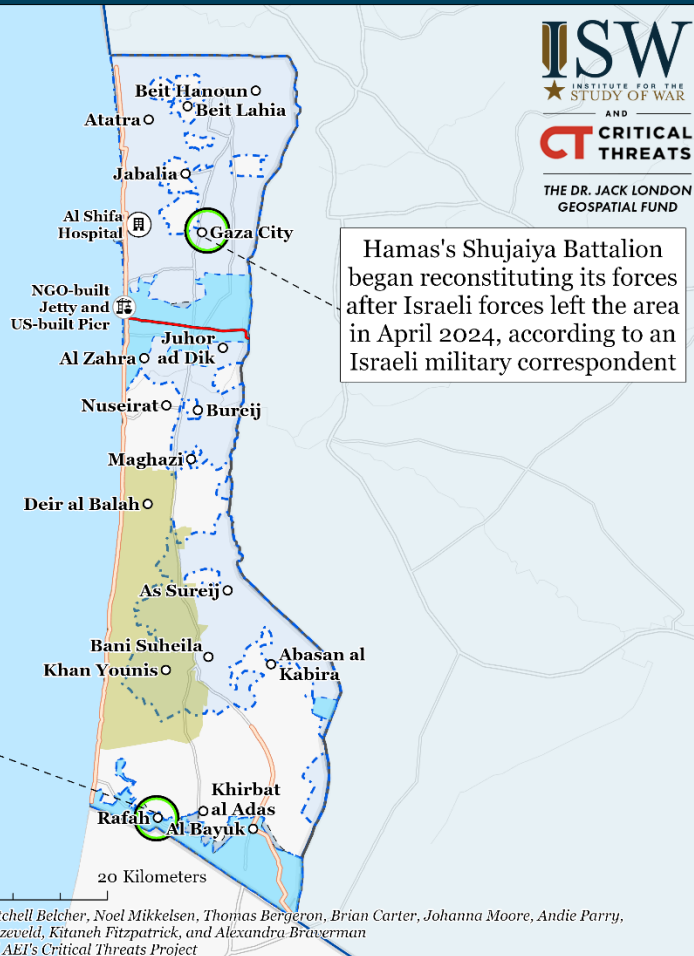 ISW
INSTITUTE FOR THE
STUDY OF WAR
AND
CT CRITICAL
THREATS
THE DR. JACK LONDON
GEOSPATIAL FUND
Beit Hanoun
Beit Lahia
Atatra
Jabalia
Al Shifa
Hospital
Gaza City
Hamas's Shujaiya Battalion
began reconstituting its forces
after Israeli forces left the area
in April 2024, according to an
Israeli military correspondent
NGO-built
Jetty and
US-built Pier
Juhor
ad Dik
Al Zahra
Nuseirat
Bureij
Maghazi
Deir al Balah
As Sureij
Bani Suheila
Khan Younis
Abasan al
Kabira
Khirbat
al Adas
Rafah
Al Bayuk
20 Kilometers
tchell Belcher, Noel Mikkelsen, Thomas Bergeron, Brian Carter, Johanna Moore, Andie Parry,
zeveld, Kitaneh Fitzpatrick, and Alexandra Braverman
AEI's Critical Threats Project